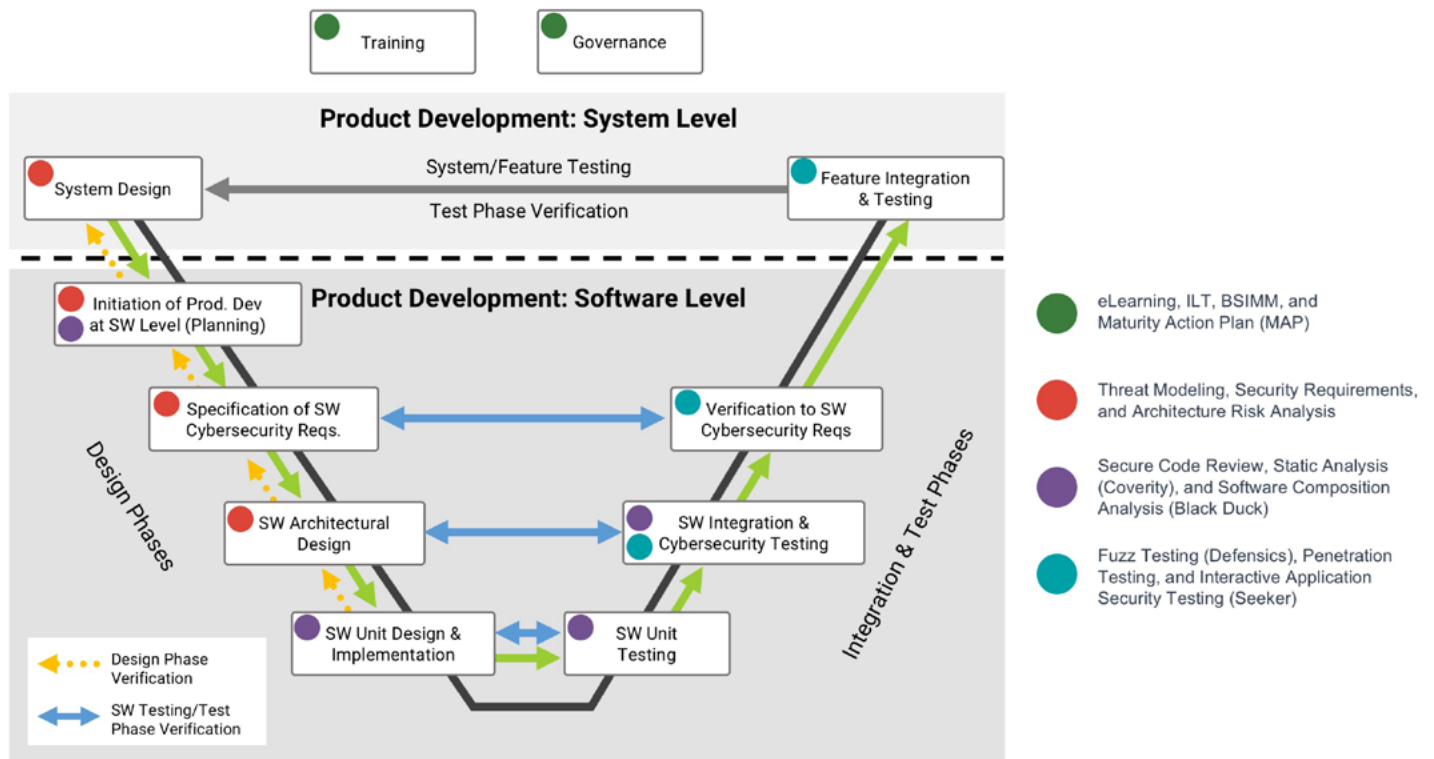 Training
Governance
Product Development: System Level
System Design
System/Feature Testing
Test Phase Verification
Feature Integration
& Testing
Product Development: Software Level
Initiation of Prod. Dev
at SW Level (Planning)
Specification of SW
Cybersecurity Reqs.
Verification to SW
Cybersecurity Reqs
SW Architectural
Design
SW Integration &
Cybersecurity Testing
SW Unit Design &
Implementation
SW Unit
Testing
Design Phases
Integration & Test Phases
Design Phase
Verification
SW Testing/Test
Phase Verification
eLearning, ILT, BSIMM, and
Maturity Action Plan (MAP)
Threat Modeling, Security Requirements,
and Architecture Risk Analysis
Secure Code Review, Static Analysis
(Coverity), and Software Composition
Analysis (Black Duck)
Fuzz Testing (Defensics), Penetration
Testing, and Interactive Application
Security Testing (Seeker)